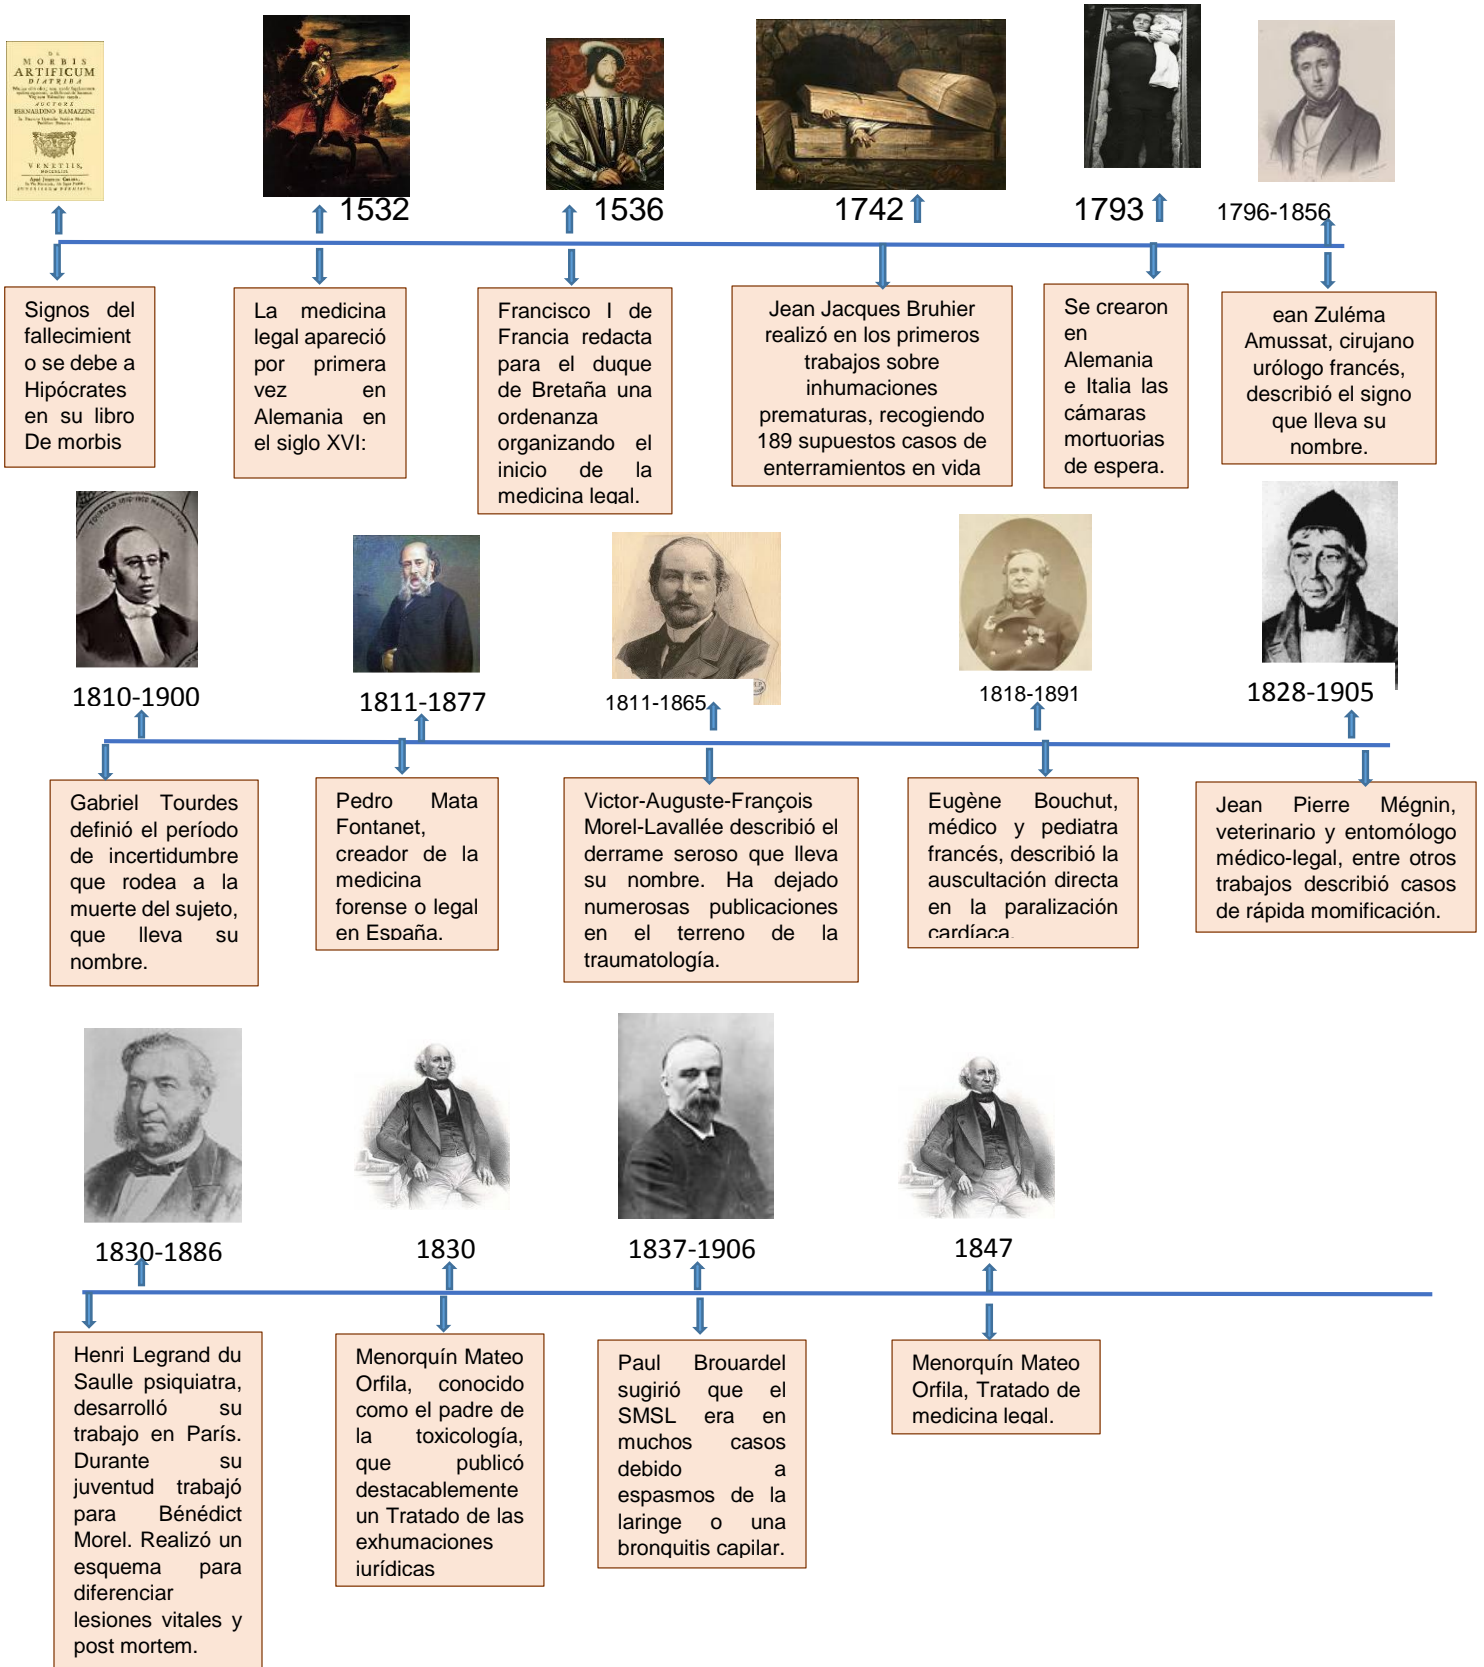 DE
MORBIS
ARTIFICUM
DIATRIBA
AUCTORE
BERNARDINO RAMAZZINI
VENETIIS,
1532
1536
1742
1793
1796-1856
Signos del
fallecimient
o se debe a
Hipócrates
en su libro
De morbis
La medicina
legal apareció
por primera
vez en
Alemania en
el siglo XVI:
Francisco I de
Francia redacta
para el duque
de Bretaña una
ordenanza
organizando el
inicio de la
medicina legal.
Jean Jacques Bruhier
realizó en los primeros
trabajos sobre
inhumaciones
prematuras, recogiendo
189 supuestos casos de
enterramientos en vida
Se crearon
en
Alemania
e Italia las
cámaras
mortuorias
de espera.
ean Zuléma
Amussat, cirujano
urólogo francés,
describió el signo
que lleva su
nombre.
1810-1900
1811-1877
1811-1865
1818-1891
1828-1905
Gabriel Tourdes
definió el período
de incertidumbre
que rodea a la
muerte del sujeto,
que lleva su
nombre.
Pedro Mata
Fontanet,
creador de la
medicina
forense o legal
en España.
Victor-Auguste-François
Morel-Lavallée describió el
derrame seroso que lleva
su nombre. Ha dejado
numerosas publicaciones
en el terreno de la
traumatología.
Eugène Bouchut,
médico y pediatra
francés, describió la
auscultación directa
en la paralización
cardíaca.
Jean Pierre Mégnin,
veterinario y entomólogo
médico-legal, entre otros
trabajos describió casos
de rápida momificación.
1830-1886
1830
1837-1906
1847
Henri Legrand du
Saulle psiquiatra,
desarrolló su
trabajo en París.
Durante su
juventud trabajó
para Bénédict
Morel. Realizó un
esquema para
diferenciar
lesiones vitales y
post mortem.
Menorquín Mateo
Orfila, conocido
como el padre de
la toxicología,
que publicó
destacablemente
un Tratado de las
exhumaciones
jurídicas
Paul Brouardel
sugirió que el
SMSL era en
muchos casos
debido a
espasmos de la
laringe o una
bronquitis capilar.
Menorquín Mateo
Orfila, Tratado de
medicina legal.